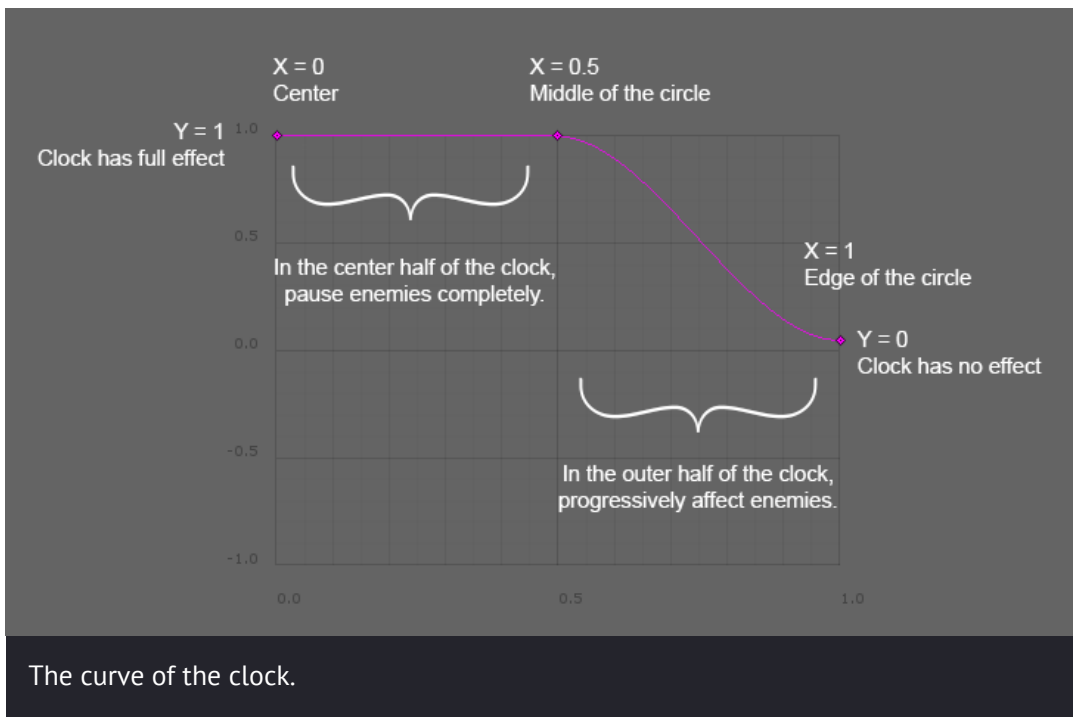 X = 0
Center
X = 0.5
Middle of the circle
Y = 1
Clock has full effect
1.0
0.5
In the center half of the clock,
pause enemies completely.
X = 1
Edge of the circle
0.0
Y = 0
Clock has no effect
-0.5
In the outer half of the clock,
progressively affect enemies.
-1.0
0.0
0.5
1.0
The curve of the clock.